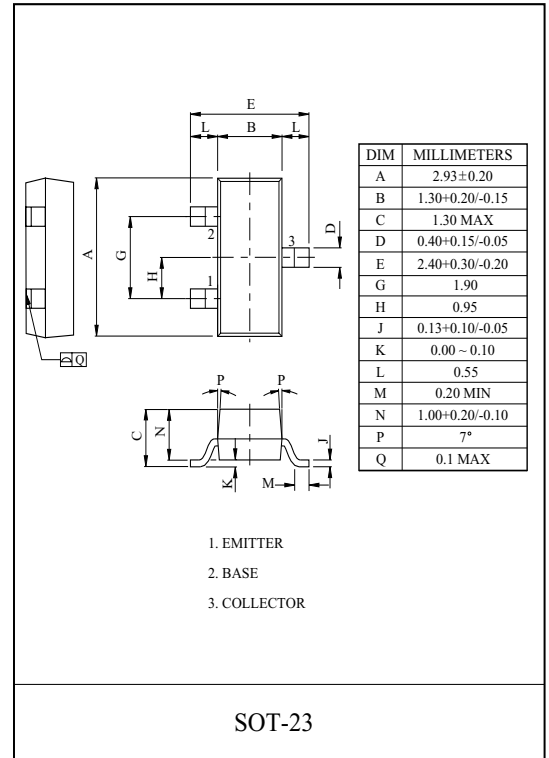 E
L B L
A
G
H
D
2
3
1
D Q
P P
C
N
K
M
J
DIM MILLIMETERS
A 2.93±0.20
B 1.30+0.20/-0.15
C 1.30 MAX
D 0.40+0.15/-0.05
E 2.40+0.30/-0.20
G 1.90
H 0.95
J 0.13+0.10/-0.05
K 0.00 ~ 0.10
L 0.55
M 0.20 MIN
N 1.00+0.20/-0.10
P 7°
Q 0.1 MAX
1. EMITTER
2. BASE
3. COLLECTOR
SOT-23